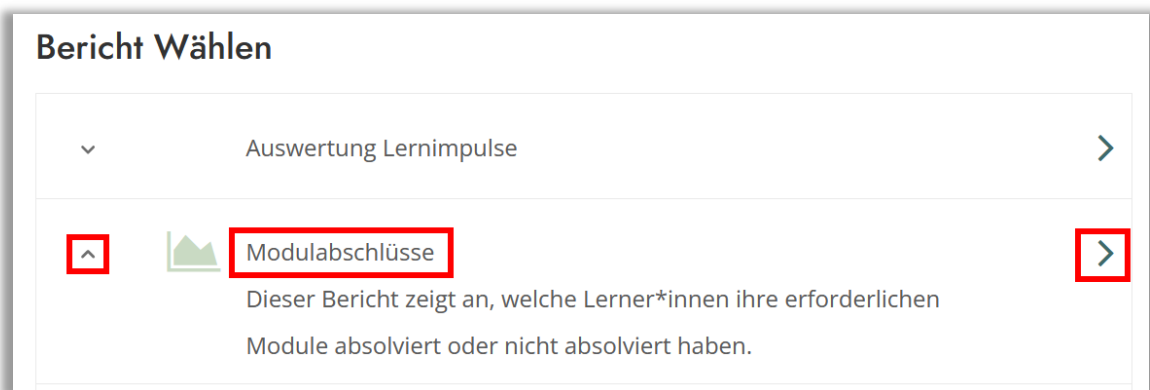 Bericht Wählen
Auswertung Lernimpulse
Modulabschlüsse
Dieser Bericht zeigt an, welche Lerner*innen ihre erforderlichen
Module absolviert oder nicht absolviert haben.